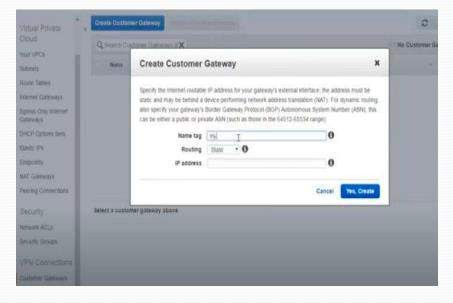 Virtual Private
Cloud
Your VPCs
Subnets
Route Tables
Internet Gateways
Egress Only Internet
Gateways
DHCP Options Sets
Elastic IPs
Endpoints
NAT Gateways
Peering Connections
Security
Network ACLs
Security Groups
VPN Connections
Customer Gateways
Create Customer Gateway
Search Customer Gateways
X
No Customer Ga
Name
Create Customer Gateway
x
Specify the Internet-routable IP address for your gateway's external interface; the address must be
static and may be behind a device performing network address translation (NAT). For dynamic routing,
also specify your gateway's Border Gateway Protocol (BGP) Autonomous System Number (ASN); this
can be either a public or private ASN (such as those in the 64512-65534 range).
Name tag
Routing
IP address
Cancel
Yes, Create
Select a customer gateway above